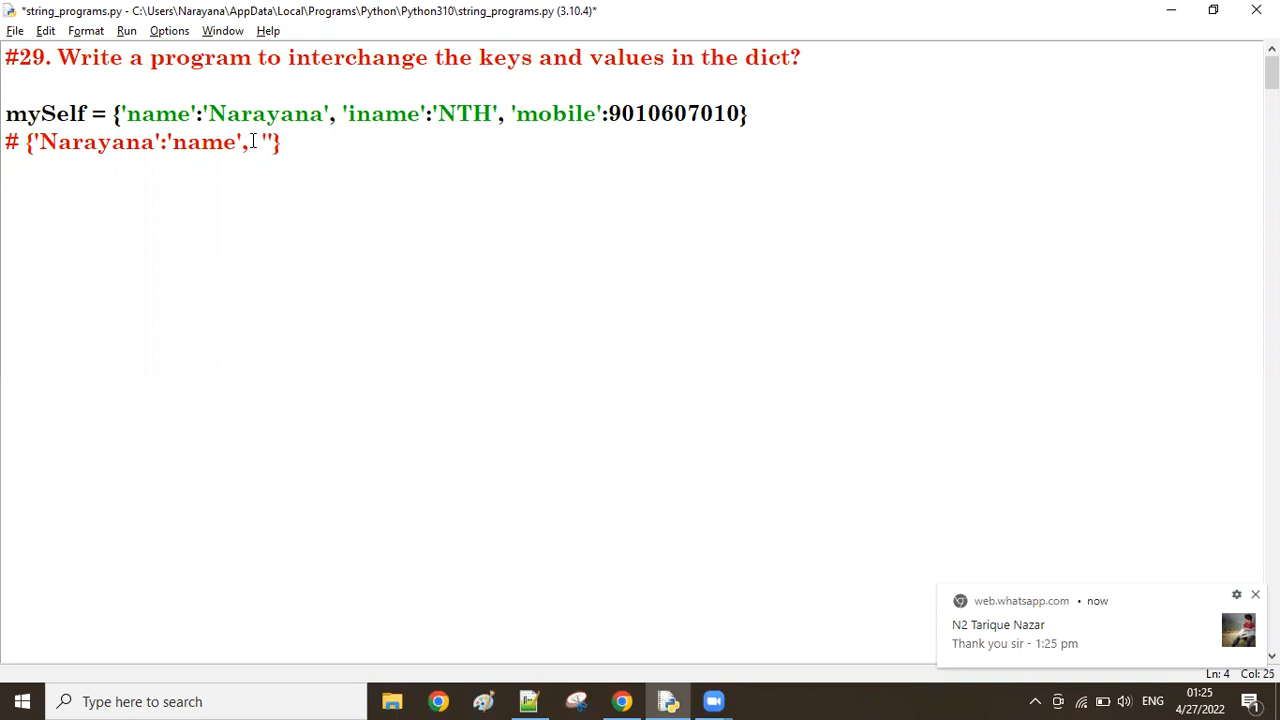 *string_programs.py - C:\Users\Narayana\AppData\Local\Programs\Python\Python310\string_programs.py (3.10.4)*
File Edit Format Run Options Window Help
#29. Write a program to interchange the keys and values in the dict?
mySelf = {'name':'Narayana', 'iname':'NTH', 'mobile':9010607010}
# {'Narayana':'name', ''}
web.whatsapp.com • now
N2 Tarique Nazar
Thank you sir - 1:25 pm
Ln: 4 Col: 25
Type here to search
ENG
01:25
4/27/2022
1